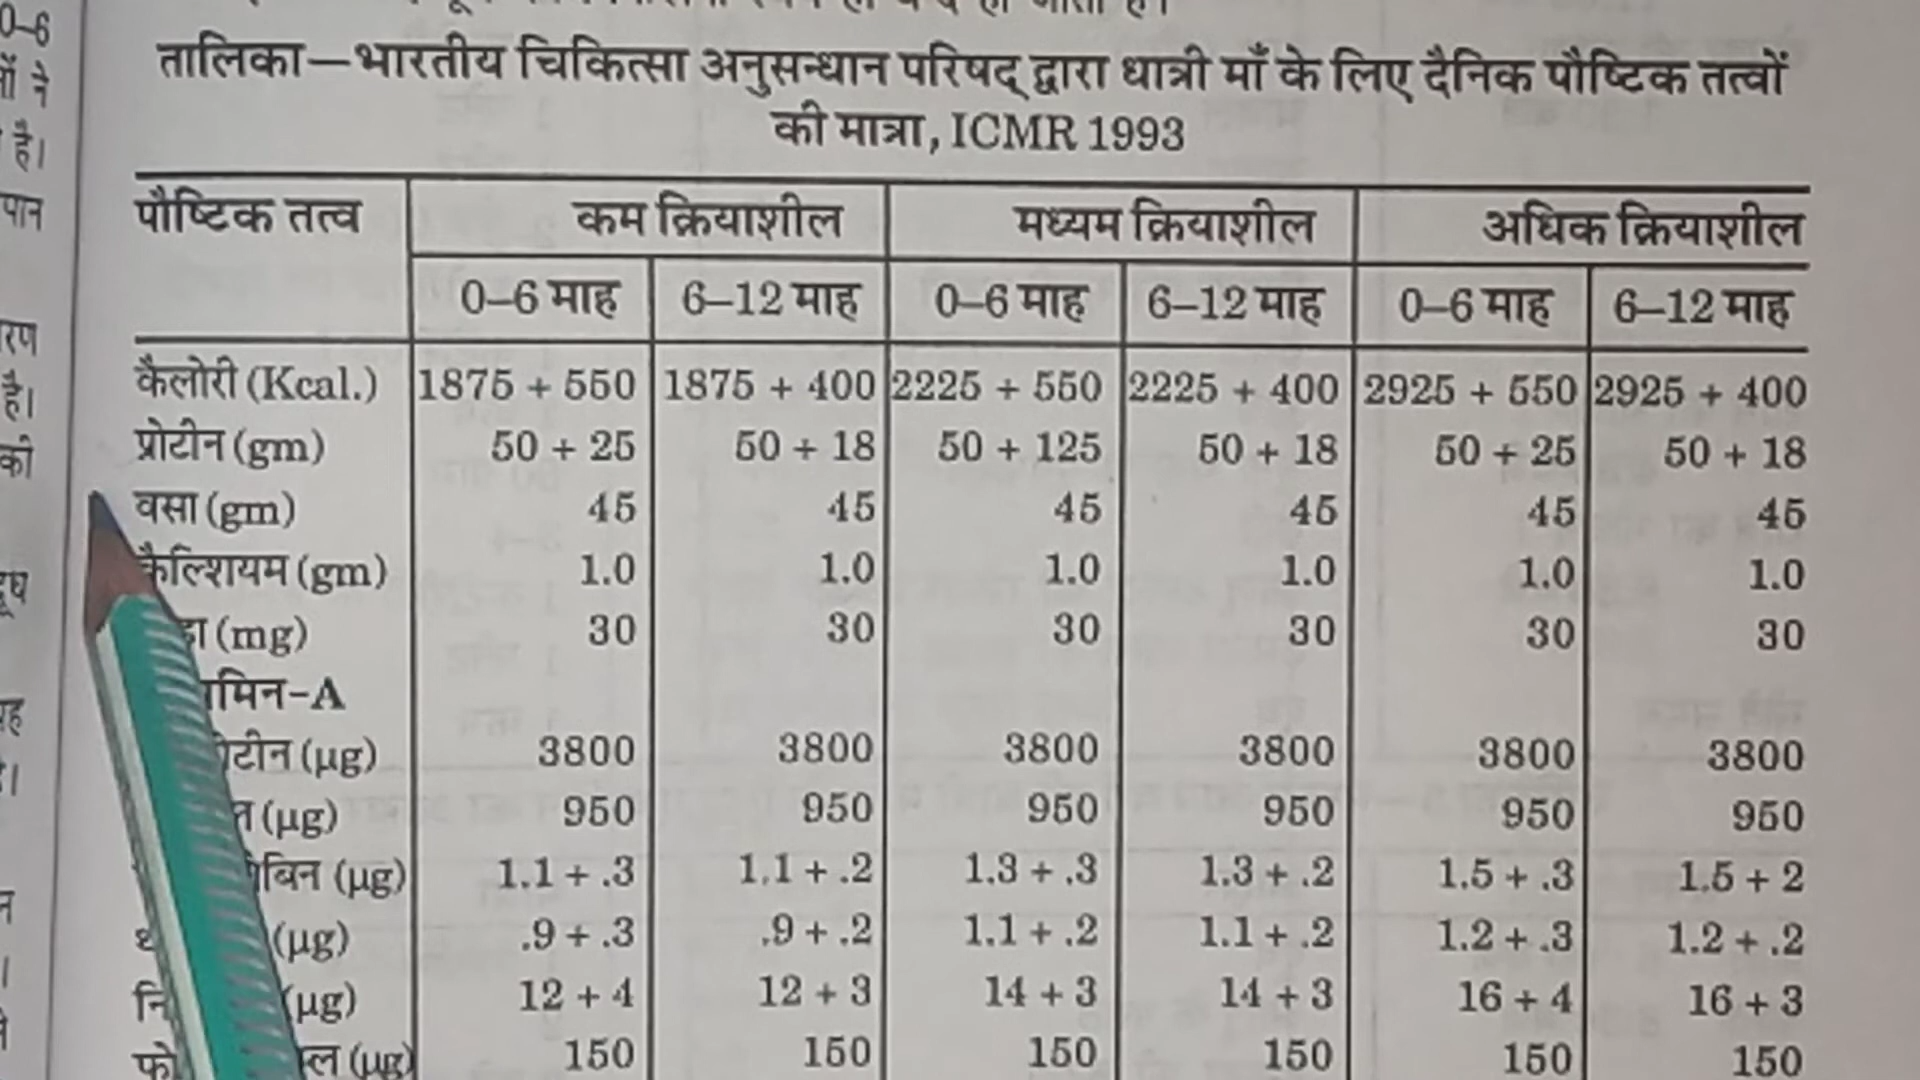 0–6
ने
है।
पान
रण
है।
को
तालिका—भारतीय चिकित्सा अनुसन्धान परिषद् द्वारा धात्री माँ के लिए दैनिक पौष्टिक तत्वों
की मात्रा, ICMR 1993
पौष्टिक तत्व कम क्रियाशील मध्यम क्रियाशील अधिक क्रियाशील
0–6 माह 6–12 माह 0–6 माह 6–12 माह 0–6 माह 6–12 माह
कैलोरी (Kcal.) 1875 + 550 1875 + 400 2225 + 550 2225 + 400 2925 + 550 2925 + 400
प्रोटीन (gm) 50 + 25 50 + 18 50 + 125 50 + 18 50 + 25 50 + 18
वसा (gm) 45 45 45 45 45 45
कैल्शियम (gm) 1.0 1.0 1.0 1.0 1.0 1.0
(mg) 30 30 30 30 30 30
मिन-A
टीन (µg) 3800 3800 3800 3800 3800 3800
(µg) 950 950 950 950 950 950
बिन (µg) 1.1 + .3 1.1 + .2 1.3 + .3 1.3 + .2 1.5 + .3 1.5 + 2
(µg) .9 + .3 .9 + .2 1.1 + .2 1.1 + .2 1.2 + .3 1.2 + .2
नि (µg) 12 + 4 12 + 3 14 + 3 14 + 3 16 + 4 16 + 3
फो ल (µg) 150 150 150 150 150 150